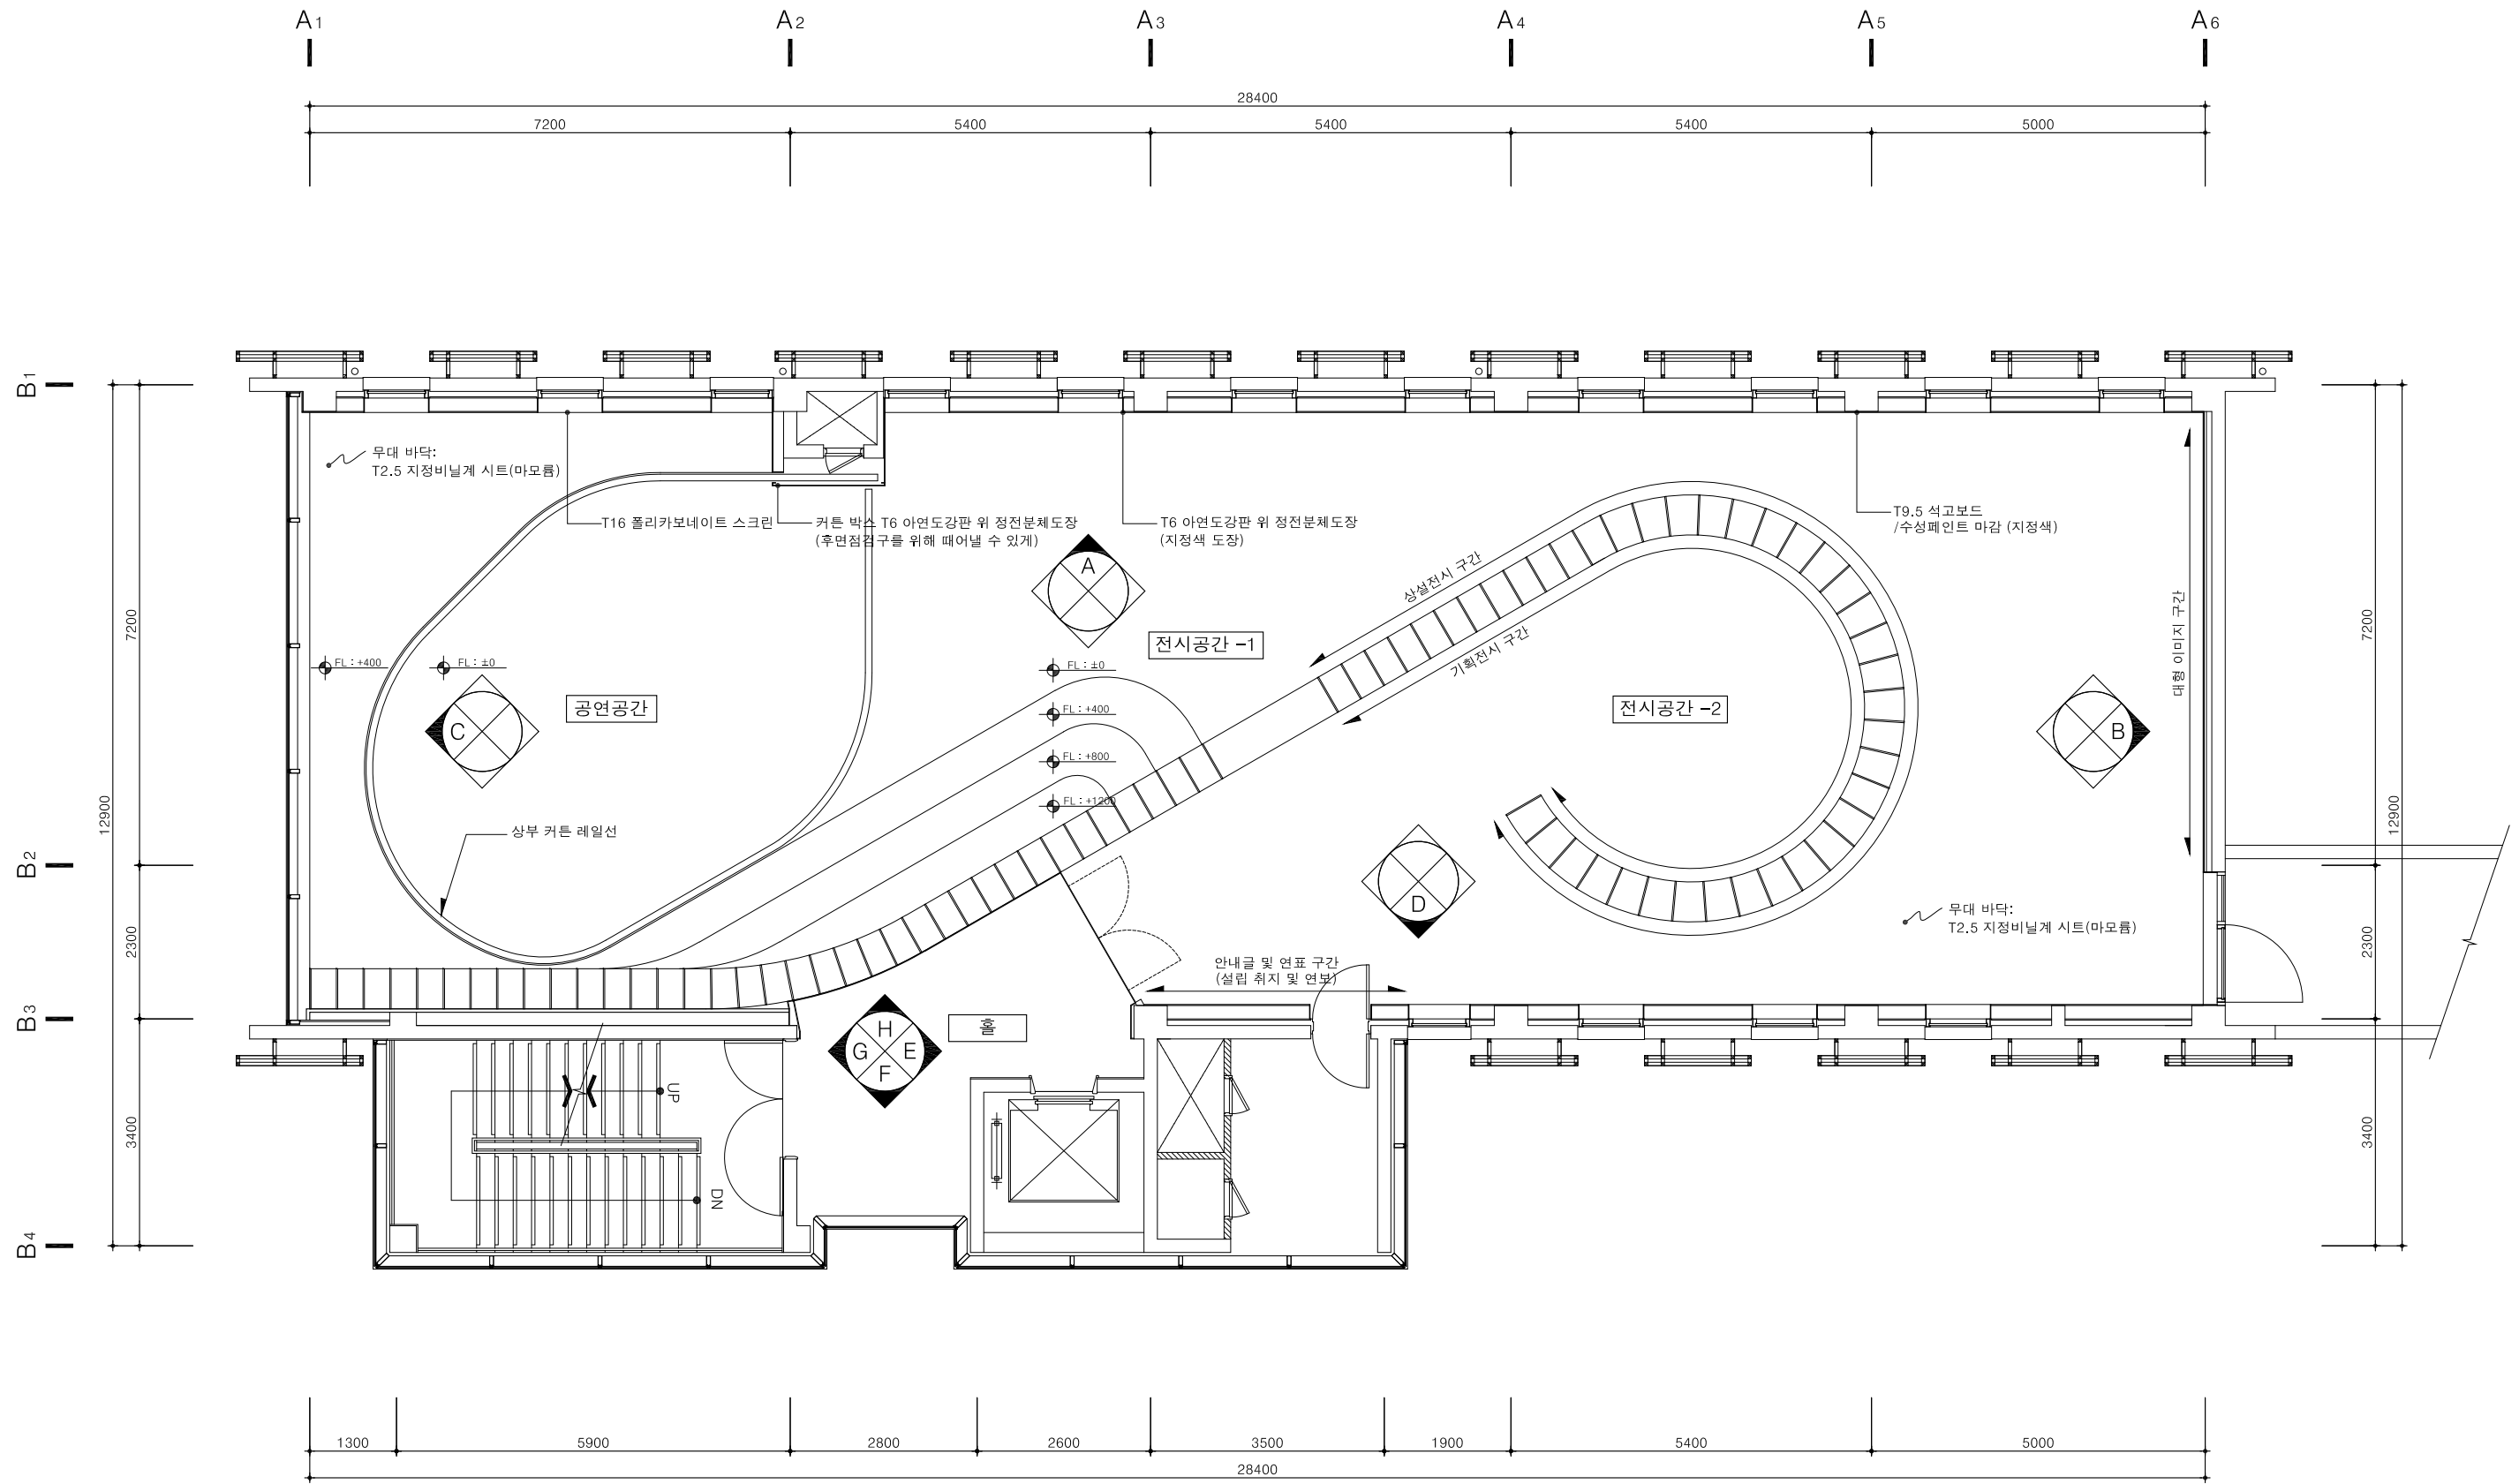 A1
A2
A3
A4
A5
A6
28400
7200
5400
5400
5400
5000
B1
B2
B3
B4
12900
7200
2300
3400
무대 바닥:
T2.5 지정비닐계 시트(마모륨)
T16 폴리카보네이트 스크린
커튼 박스 T6 아연도강판 위 정전분체도장
(후면점검구를 위해 떼어낼 수 있게)
T6 아연도강판 위 정전분체도장
(지정색 도장)
T9.5 석고보드
/수성페인트 마감 (지정색)
A
상설전시 구간
기획전시 구간
대형 이미지 구간
전시공간 -1
FL : +400
FL : ±0
FL : ±0
FL : +400
FL : +800
FL : +1200
C
공연공간
전시공간 -2
B
상부 커튼 레일선
D
무대 바닥:
T2.5 지정비닐계 시트(마모륨)
안내글 및 연표 구간
(설립 취지 및 연보)
H
G
E
F
홀
UP
DN
7200
2300
3400
12900
1300
5900
2800
2600
3500
1900
5400
5000
28400